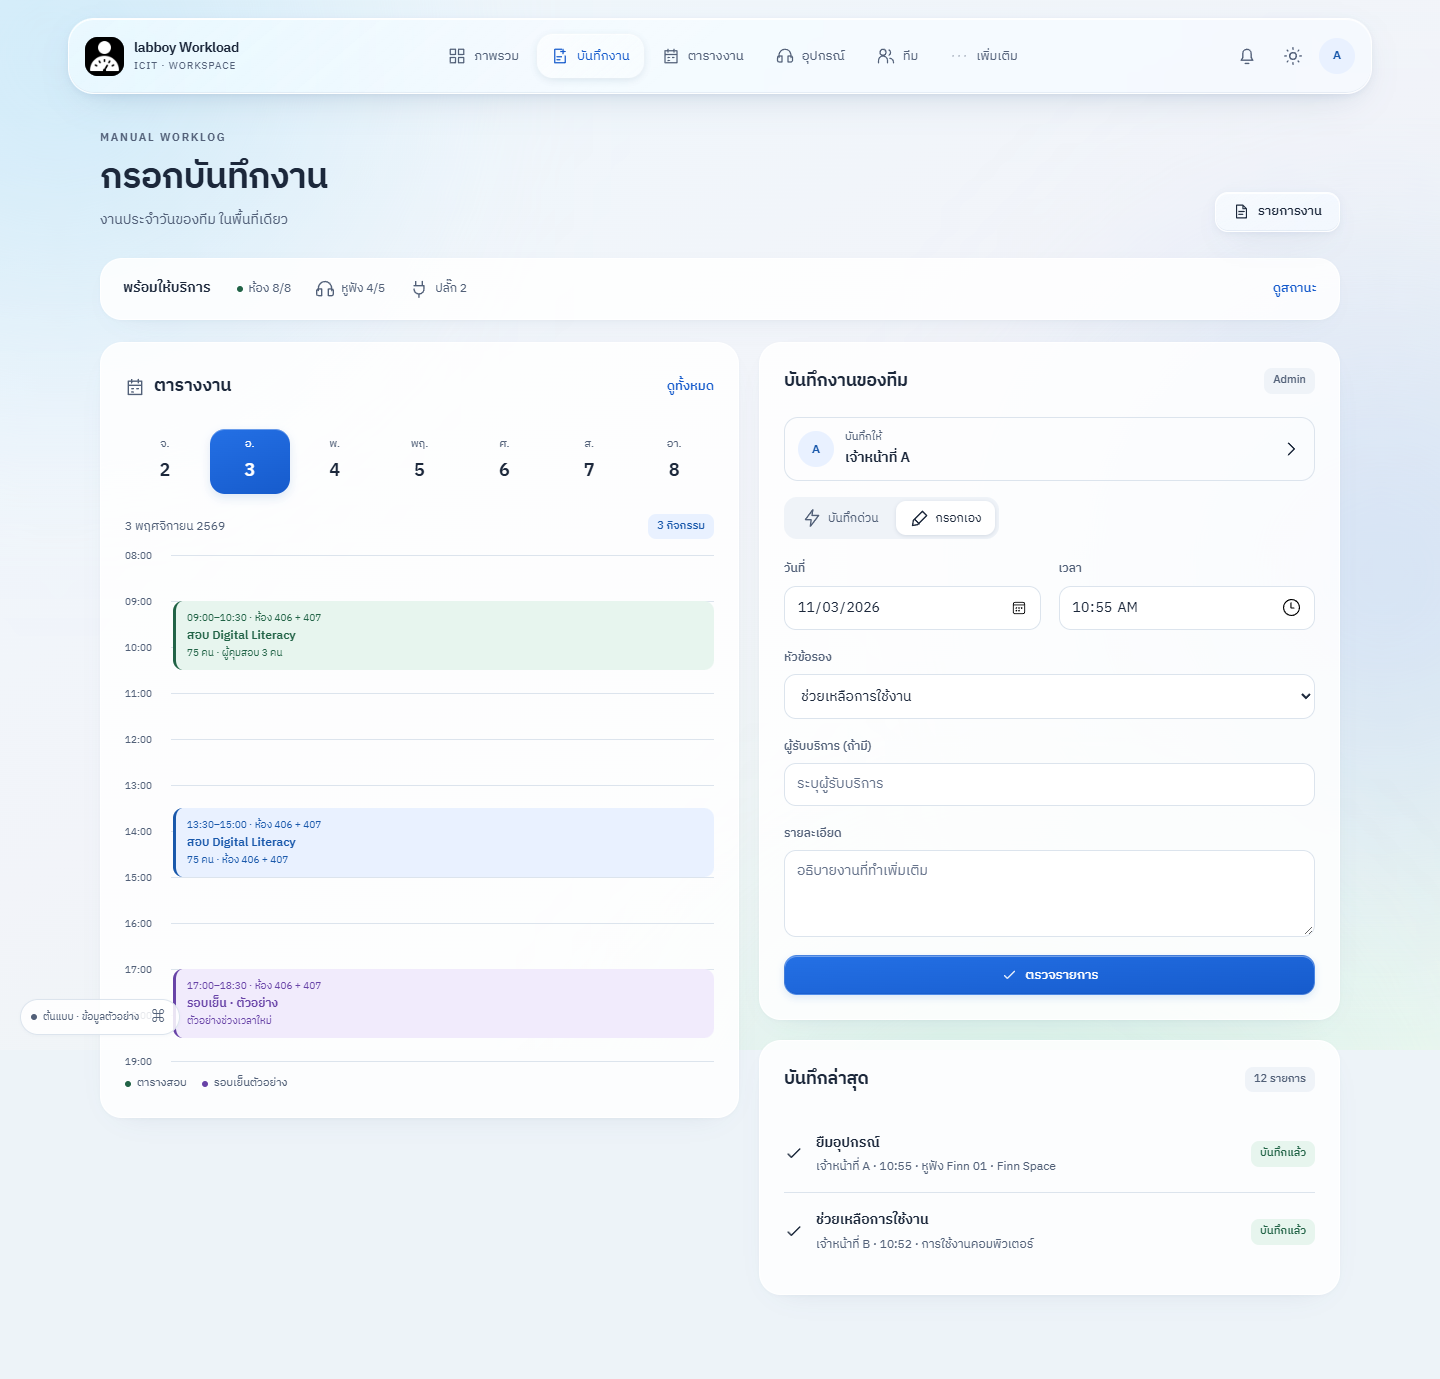 labboy Workload
ICIT · WORKSPACE
ภาพรวม
บันทึกงาน
ตารางงาน
อุปกรณ์
ทีม
··· เพิ่มเติม
A
MANUAL WORKLOG
กรอกบันทึกงาน
งานประจำวันของทีม ในพื้นที่เดียว
รายการงาน
พร้อมให้บริการ
ห้อง 8/8
หูฟัง 4/5
ปลั๊ก 2
ดูสถานะ
ตารางงาน
ดูทั้งหมด
จ. อ. พ. พฤ. ศ. ส. อา.
2 3 4 5 6 7 8
3 พฤศจิกายน 2569
3 กิจกรรม
08:00
09:00
09:00–10:30 · ห้อง 406 + 407
สอบ Digital Literacy
10:00
75 คน · ผู้คุมสอบ 3 คน
11:00
12:00
13:00
13:30–15:00 · ห้อง 406 + 407
14:00
สอบ Digital Literacy
75 คน · ห้อง 406 + 407
15:00
16:00
17:00
17:00–18:30 · ห้อง 406 + 407
รอบเย็น · ตัวอย่าง
ตัวอย่างช่วงเวลาใหม่
ต้นแบบ · ข้อมูลตัวอย่าง ⌘
19:00
ตารางสอบ
รอบเย็นตัวอย่าง
บันทึกงานของทีม
Admin
A
บันทึกให้
เจ้าหน้าที่ A
บันทึกด่วน
กรอกเอง
วันที่
เวลา
11/03/2026
10:55 AM
หัวข้อรอง
ช่วยเหลือการใช้งาน
ผู้รับบริการ (ถ้ามี)
ระบุผู้รับบริการ
รายละเอียด
อธิบายงานที่ทำเพิ่มเติม
ตรวจรายการ
บันทึกล่าสุด
12 รายการ
ยืมอุปกรณ์
เจ้าหน้าที่ A · 10:55 · หูฟัง Finn 01 · Finn Space
บันทึกแล้ว
ช่วยเหลือการใช้งาน
เจ้าหน้าที่ B · 10:52 · การใช้งานคอมพิวเตอร์
บันทึกแล้ว